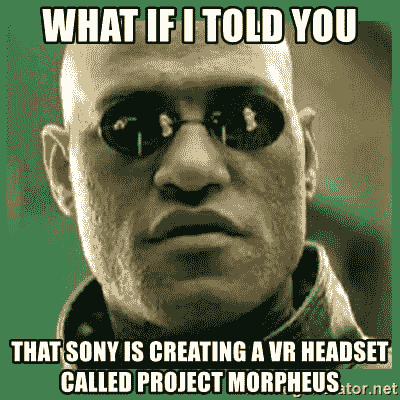 WHAT IF I TOLD YOU
THAT SONY IS CREATING A VR HEADSET
CALLED PROJECT MORPHEUS